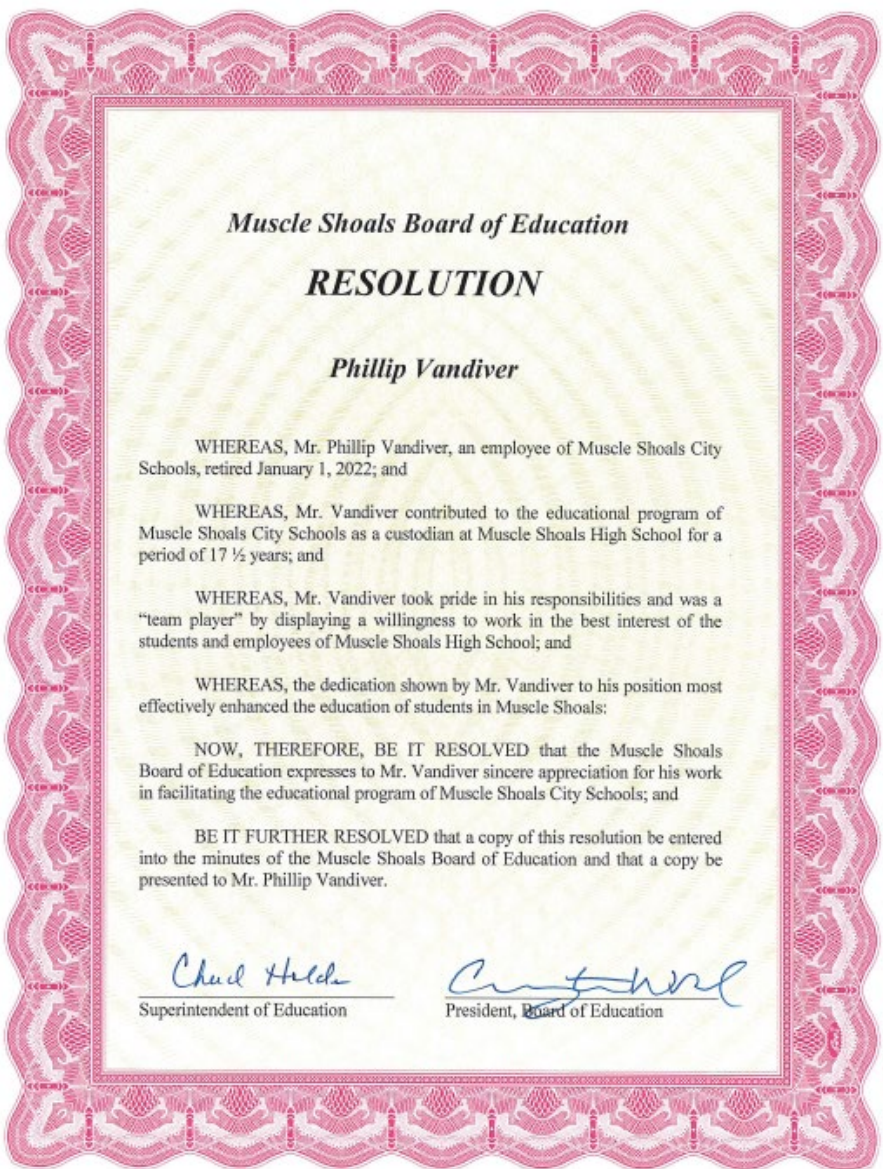 Muscle Shoals Board of Education
RESOLUTION
Phillip Vandiver
WHEREAS, Mr. Phillip Vandiver, an employee of Muscle Shoals City
Schools, retired January 1, 2022; and
WHEREAS, Mr. Vandiver contributed to the educational program of
Muscle Shoals City Schools as a custodian at Muscle Shoals High School for a
period of 17 ½ years; and
WHEREAS, Mr. Vandiver took pride in his responsibilities and was a
“team player” by displaying a willingness to work in the best interest of the
students and employees of Muscle Shoals High School; and
WHEREAS, the dedication shown by Mr. Vandiver to his position most
effectively enhanced the education of students in Muscle Shoals:
NOW, THEREFORE, BE IT RESOLVED that the Muscle Shoals
Board of Education expresses to Mr. Vandiver sincere appreciation for his work
in facilitating the educational program of Muscle Shoals City Schools; and
BE IT FURTHER RESOLVED that a copy of this resolution be entered
into the minutes of the Muscle Shoals Board of Education and that a copy be
presented to Mr. Phillip Vandiver.
Chad
Superintendent of Education
President, Board of Education